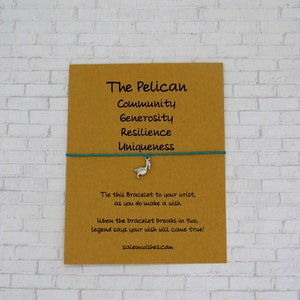 The Pelican
Community
Generosity
Resilience
Uniqueness
Tie this Bracelet to your wrist,
as you do make a wish
When the bracelet breaks in two,
legend says your wish will come true!
salemwishes.com